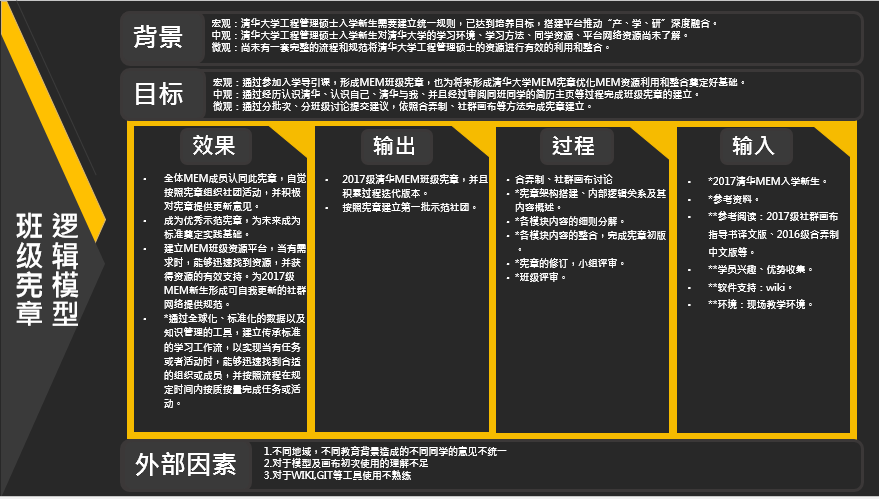 班级宪章
逻辑模型
背景
宏观：清华大学工程管理硕士入学新生需要建立统一规则，已达到培养目标，搭建平台推动“产、学、研”深度融合。
中观：清华大学工程管理硕士入学新生对清华大学的学习环境、学习方法、同学资源、平台网络资源尚未了解。
微观：尚未有一套完整的流程和规范将清华大学工程管理硕士的资源进行有效的利用和整合。
目标
宏观：通过参加入学导引课，形成MEM班级宪章，也为将来形成清华大学MEM宪章优化MEM资源利用和整合奠定好基础。
中观：通过经历认识清华、认识自己、清华与我、并且经过审阅同班同学的简历主页等过程完成班级宪章的建立。
微观：通过分批次、分班级讨论提交建议，依照合弄制、社群画布等方法完成宪章建立。
效果
• 全体MEM成员认同此宪章，自觉
按照宪章组织社团活动，并积极
对宪章提供更新意见。
• 成为优秀示范宪章，为未来成为
标准奠定实践基础。
• 建立MEM班级资源平台，当有需
求时，能够迅速找到资源，并获
得资源的有效支持。为2017级
MEM新生形成可自我更新的社群
网络提供规范。
• *通过全球化、标准化的数据以及
知识管理的工具，建立传承标准
的学习工作流，以实现当有任务
或者活动时，能够迅速找到合适
的组织或成员，并按照流程在规
定时间内按质按量完成任务或活
动。
输出
• 2017级清华MEM班级宪章，并且
积累过程迭代版本。
• 按照宪章建立第一批示范社团。
过程
• 合弄制、社群画布讨论
• *宪章架构搭建、内部逻辑关系及其
内容概述。
• *各模块内容的细则分解。
• *各模块内容的整合，完成宪章初版
。
• *宪章的修订，小组评审。
• *班级评审。
输入
• *2017清华MEM入学新生。
• *参考资料。
• **参考阅读：2017级社群画布
指导书译文版、2016级合弄制
中文版等。
• **学员兴趣、优势收集。
• **软件支持：wiki。
• **环境：现场教学环境。
外部因素
1.不同地域，不同教育背景造成的不同同学的意见不统一
2.对于模型及画布初次使用的理解不足
3.对于WIKI,GIT等工具使用不熟练